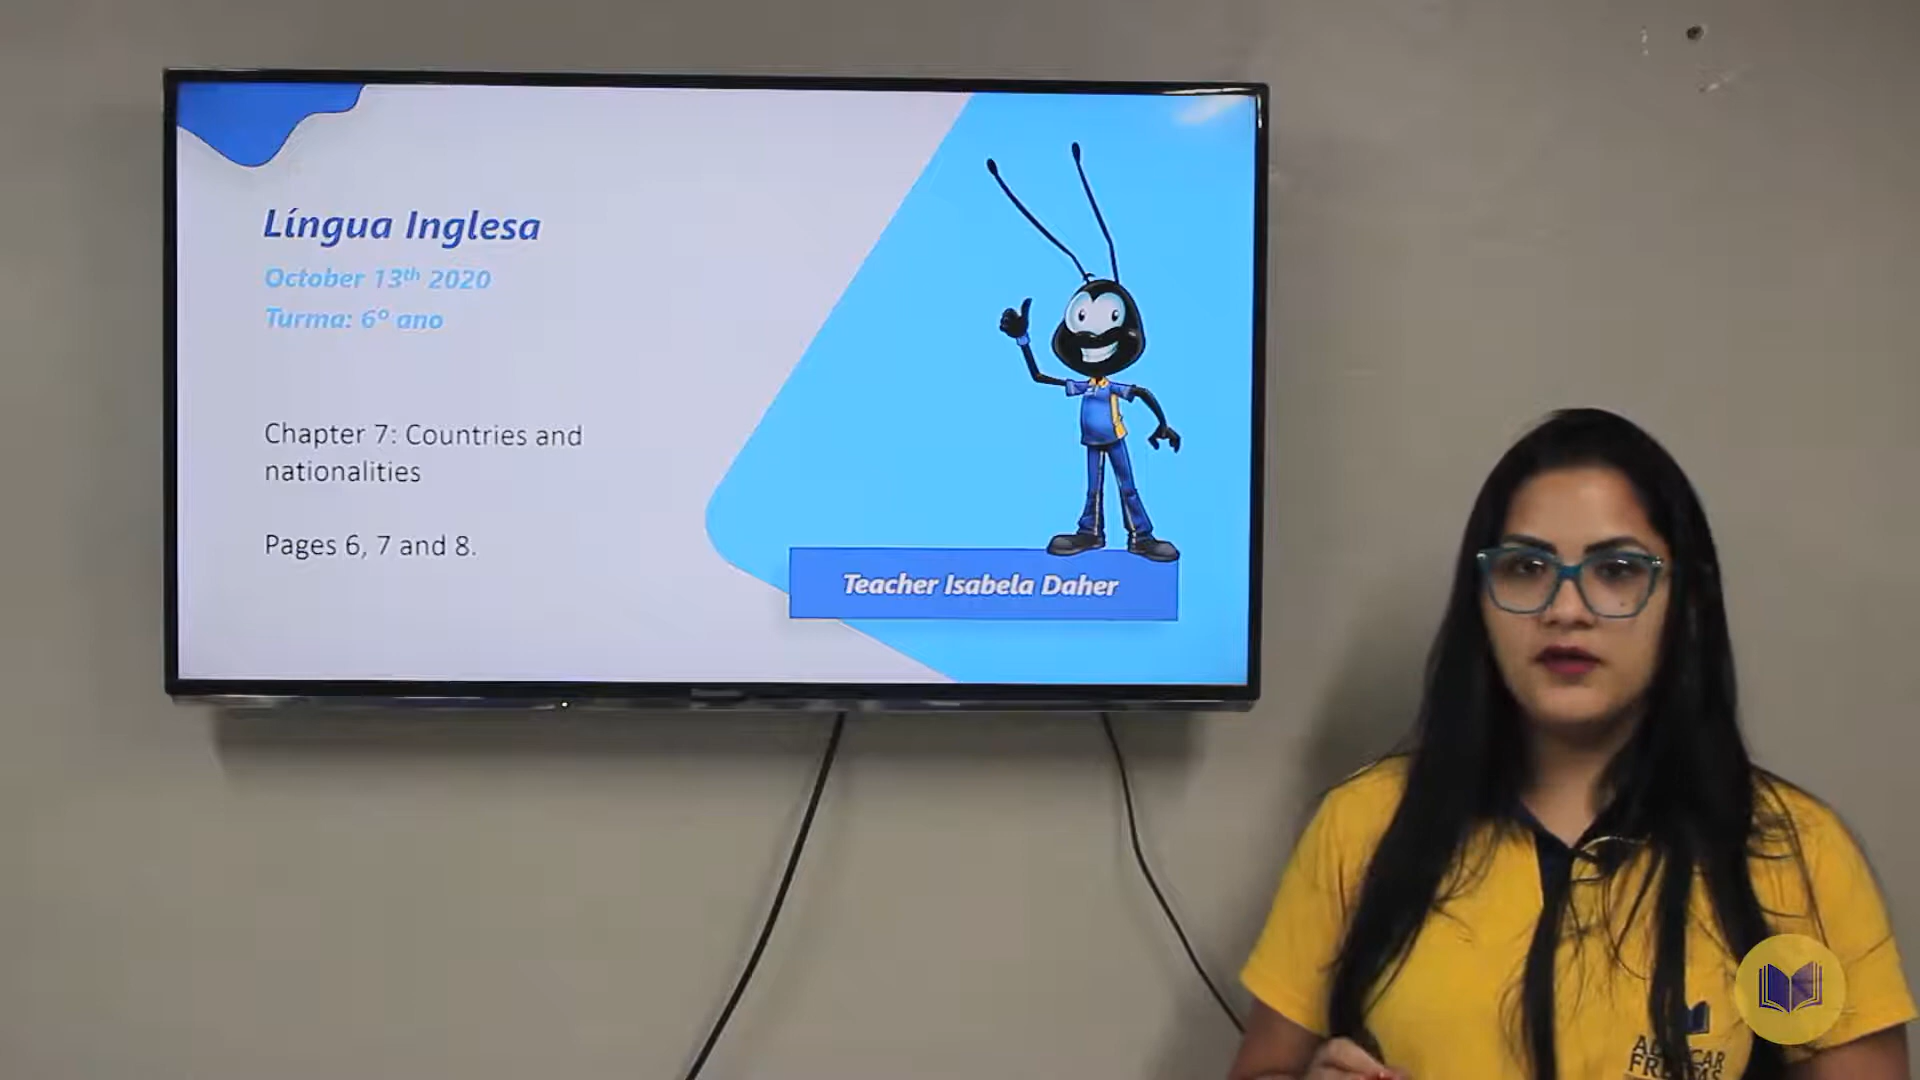 Língua Inglesa
October 13th 2020
Turma: 6º ano
Chapter 7: Countries and
nationalities
Pages 6, 7 and 8.
Teacher Isabela Daher